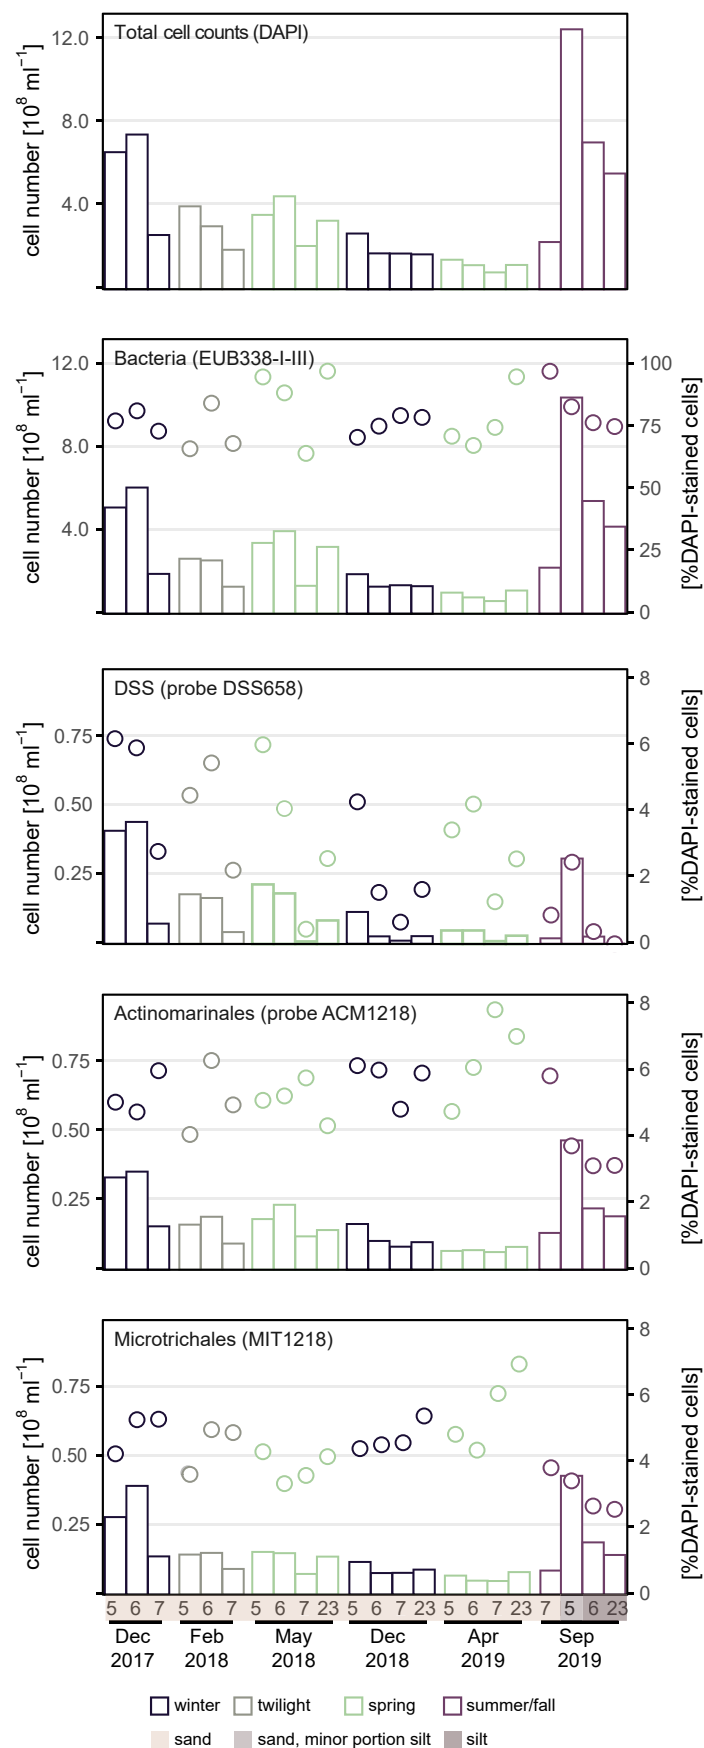 Total cell counts (DAPI)
12.0
8.0
4.0
cell number [10⁸ ml⁻¹]
Bacteria (EUB338-I-III)
12.0
8.0
4.0
cell number [10⁸ ml⁻¹]
100
75
50
25
0
[%DAPI-stained cells]
DSS (probe DSS658)
0.75
0.50
0.25
cell number [10⁸ ml⁻¹]
8
6
4
2
0
[%DAPI-stained cells]
Actinomarinales (probe ACM1218)
0.75
0.50
0.25
cell number [10⁸ ml⁻¹]
8
6
4
2
0
[%DAPI-stained cells]
Microtrichales (MIT1218)
0.75
0.50
0.25
cell number [10⁸ ml⁻¹]
8
6
4
2
0
[%DAPI-stained cells]
5 6 7 5 6 7 5 6 7 23 5 6 7 23 5 6 7 23 7 5 6 23
Dec Feb May Dec Apr Sep
2017 2018 2018 2018 2019 2019
winter twilight spring summer/fall
sand sand, minor portion silt silt